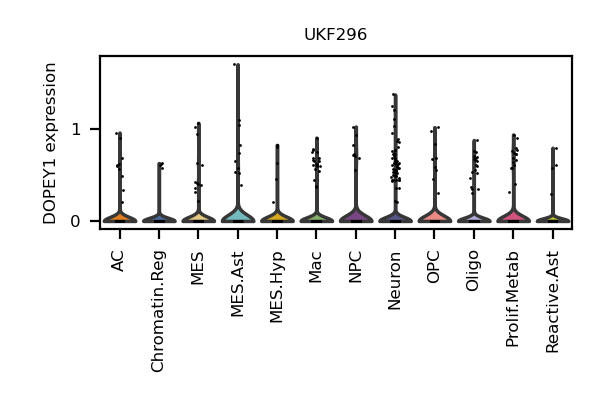 UKF296
DOPEY1 expression
1
0
AC
Chromatin.Reg
MES
MES.Ast
MES.Hyp
Mac
NPC
Neuron
OPC
Oligo
Prolif.Metab
Reactive.Ast